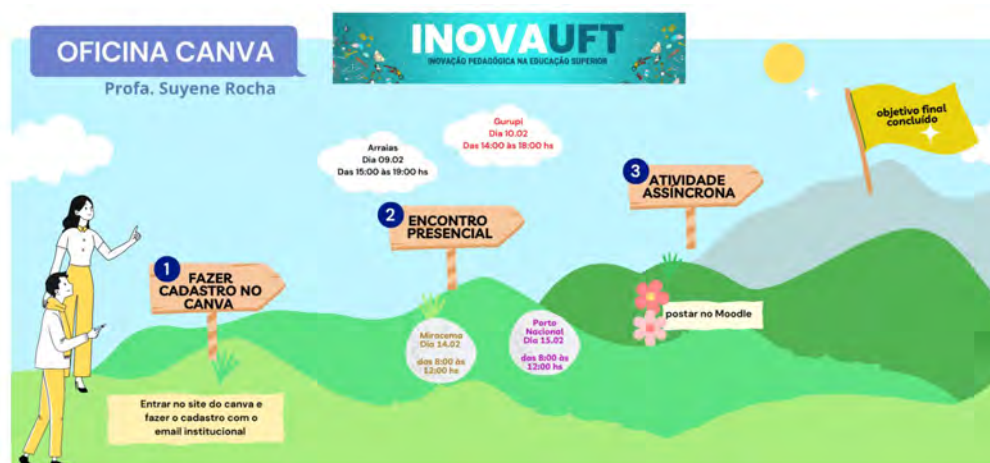 OFICINA CANVA
Profa. Suyene Rocha
INOVAUFT
INOVAÇÃO PEDAGÓGICA NA EDUCAÇÃO SUPERIOR
objetivo final
concluído
Gurupi
Dia 10.02
Das 14:00 às 18:00 hs
Arraias
Dia 09.02
Das 15:00 às 19:00 hs
3
ATIVIDADE
ASSÍNCRONA
2
ENCONTRO
PRESENCIAL
1
FAZER
CADASTRO NO
CANVA
postar no Moodle
Miracema
Dia 14.02
das 8:00 às
12:00 hs
Porto
Nacional
Dia 15.02
das 8:00 às
12:00 hs
Entrar no site do canva e
fazer o cadastro com o
email institucional